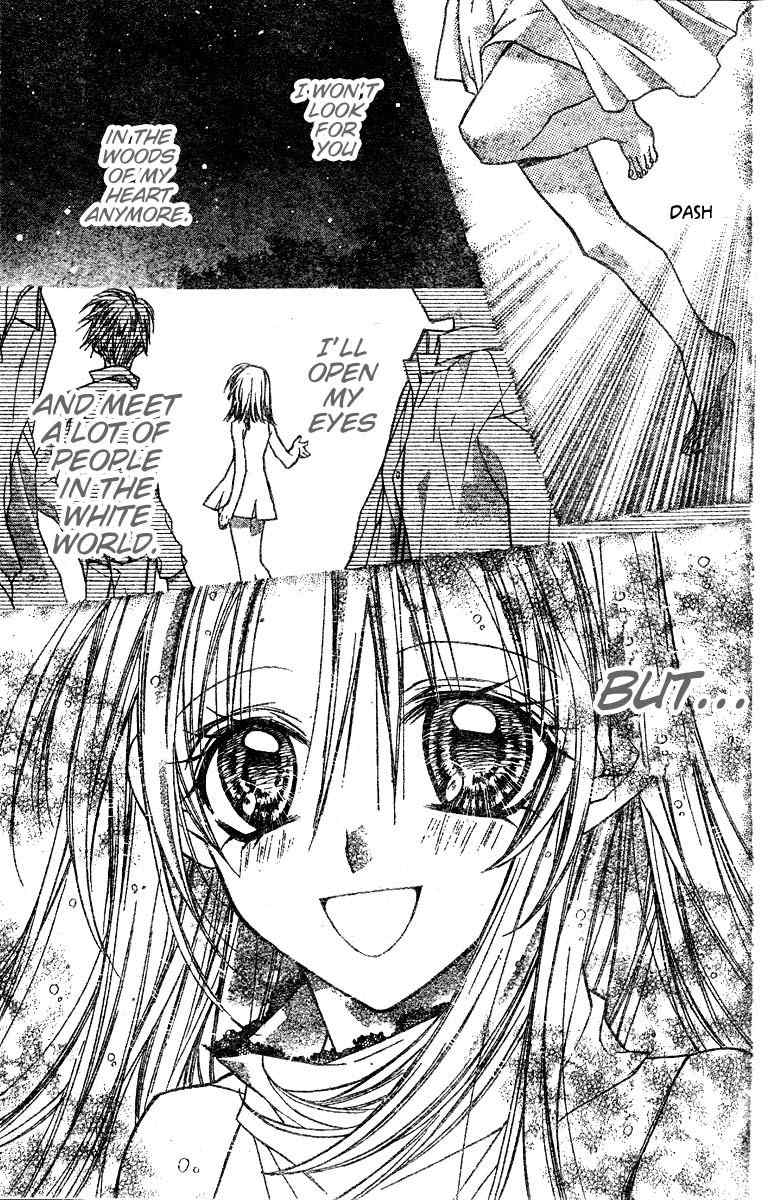 DASH
I WON'T
LOOK
FOR
YOU
IN THE
WOODS
OF MY
HEART
ANYMORE.
I'LL
OPEN
MY
EYES
AND MEET
A LOT OF
PEOPLE
IN THE
WHITE
WORLD.
BUT...